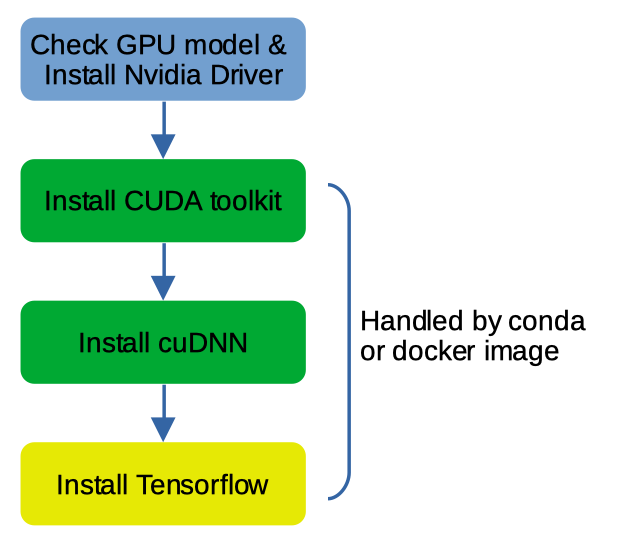 Check GPU model &
Install Nvidia Driver
Install CUDA toolkit
Install cuDNN
Handled by conda
or docker image
Install Tensorflow